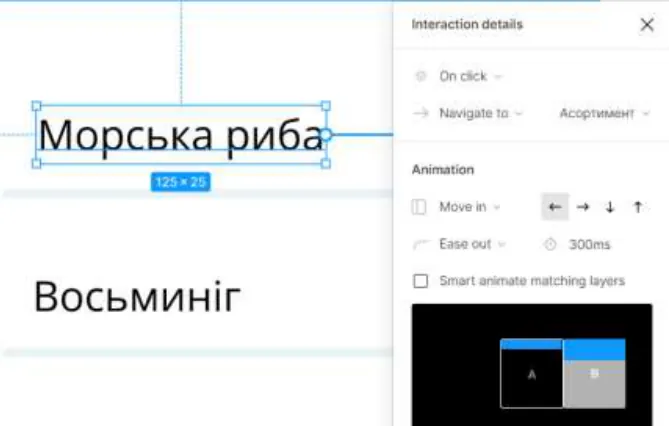 Interaction details
On click
Navigate to Асортимент
Морська риба
125 × 25
Animation
Move in
Ease out 300ms
Smart animate matching layers
Восьминіг
A B